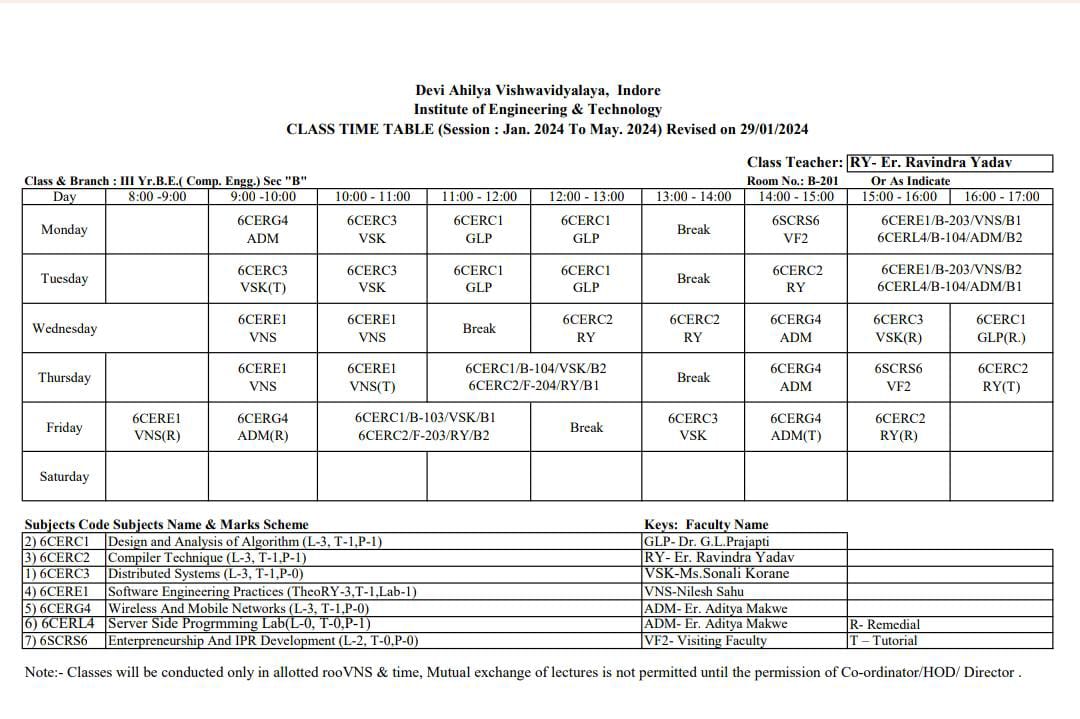 Devi Ahilya Vishwavidyalaya, Indore
Institute of Engineering & Technology
CLASS TIME TABLE (Session : Jan. 2024 To May. 2024) Revised on 29/01/2024
Class Teacher: RY- Er. Ravindra Yadav
Class & Branch : III Yr.B.E.( Comp. Engg.) Sec "B" Room No.: B-201 Or As Indicate
Day 8:00 -9:00 9:00 -10:00 10:00 - 11:00 11:00 - 12:00 12:00 - 13:00 13:00 - 14:00 14:00 - 15:00 15:00 - 16:00 16:00 - 17:00
Monday 6CERG4 6CERC3 6CERC1 6CERC1 Break 6SCRS6 6CERE1/B-203/VNS/B1
ADM VSK GLP GLP VF2 6CERL4/B-104/ADM/B2
Tuesday 6CERC3 6CERC3 6CERC1 6CERC1 Break 6CERC2 6CERE1/B-203/VNS/B2
VSK(T) VSK GLP GLP RY 6CERL4/B-104/ADM/B1
Wednesday 6CERE1 6CERE1 Break 6CERC2 6CERC2 6CERG4 6CERC3 6CERC1
VNS VNS RY RY ADM VSK(R) GLP(R.)
Thursday 6CERE1 6CERE1 6CERC1/B-104/VSK/B2 Break 6CERG4 6SCRS6 6CERC2
VNS VNS(T) 6CERC2/F-204/RY/B1 ADM VF2 RY(T)
Friday 6CERE1 6CERG4 6CERC1/B-103/VSK/B1 Break 6CERC3 6CERG4 6CERC2
VNS(R) ADM(R) 6CERC2/F-203/RY/B2 VSK ADM(T) RY(R)
Saturday
Subjects Code Subjects Name & Marks Scheme Keys: Faculty Name
2) 6CERC1 Design and Analysis of Algorithm (L-3, T-1,P-1) GLP- Dr. G.L.Prajapti
3) 6CERC2 Compiler Technique (L-3, T-1,P-1) RY- Er. Ravindra Yadav
1) 6CERC3 Distributed Systems (L-3, T-1,P-0) VSK-Ms.Sonali Korane
4) 6CERE1 Software Engineering Practices (TheoRY-3,T-1,Lab-1) VNS-Nilesh Sahu
5) 6CERG4 Wireless And Mobile Networks (L-3, T-1,P-0) ADM- Er. Aditya Makwe
6) 6CERL4 Server Side Progrmming Lab(L-0, T-0,P-1) ADM- Er. Aditya Makwe R- Remedial
7) 6SCRS6 Enterpreneurship And IPR Development (L-2, T-0,P-0) VF2- Visiting Faculty T – Tutorial
Note:- Classes will be conducted only in allotted rooVNS & time, Mutual exchange of lectures is not permitted until the permission of Co-ordinator/HOD/ Director .